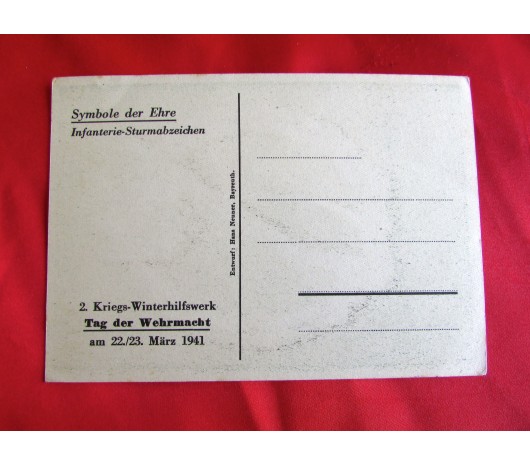 Symbole der Ehre
Infanterie-Sturmabzeichen
Entwurf: Hans Neuner, Bayreuth.
2. Kriegs-Winterhilfswerk
Tag der Wehrmacht
am 22./23. März 1941